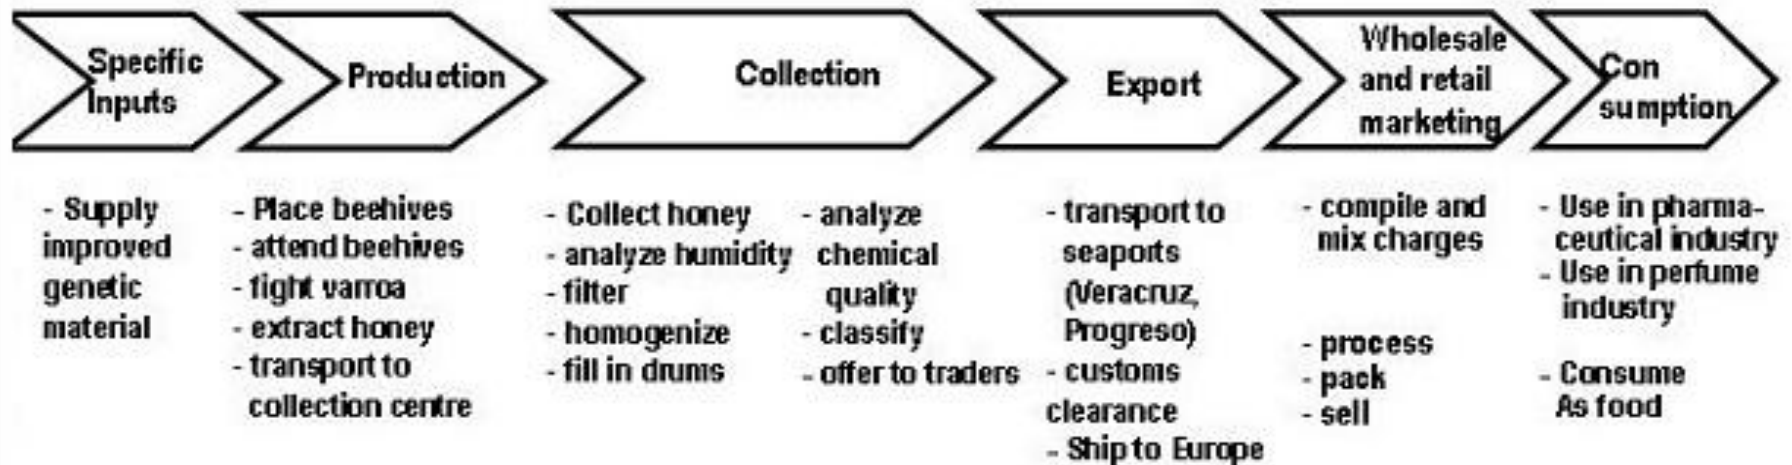 Specific
Inputs
Production
Collection
Export
Wholesale
and retail
marketing
Con
sumption
- Supply
improved
genetic
material
- Place beehives
- attend beehives
- fight varroa
- extract honey
- transport to
collection centre
- Collect honey
- analyze humidity
- filter
- homogenize
- fill in drums
- analyze
chemical
quality
- classify
- offer to traders
- transport to
seaports
(Veracruz,
Progreso)
- customs
clearance
- Ship to Europe
- compile and
mix charges
- process
- pack
- sell
- Use in pharma-
ceutical industry
- Use in perfume
industry
- Consume
As food